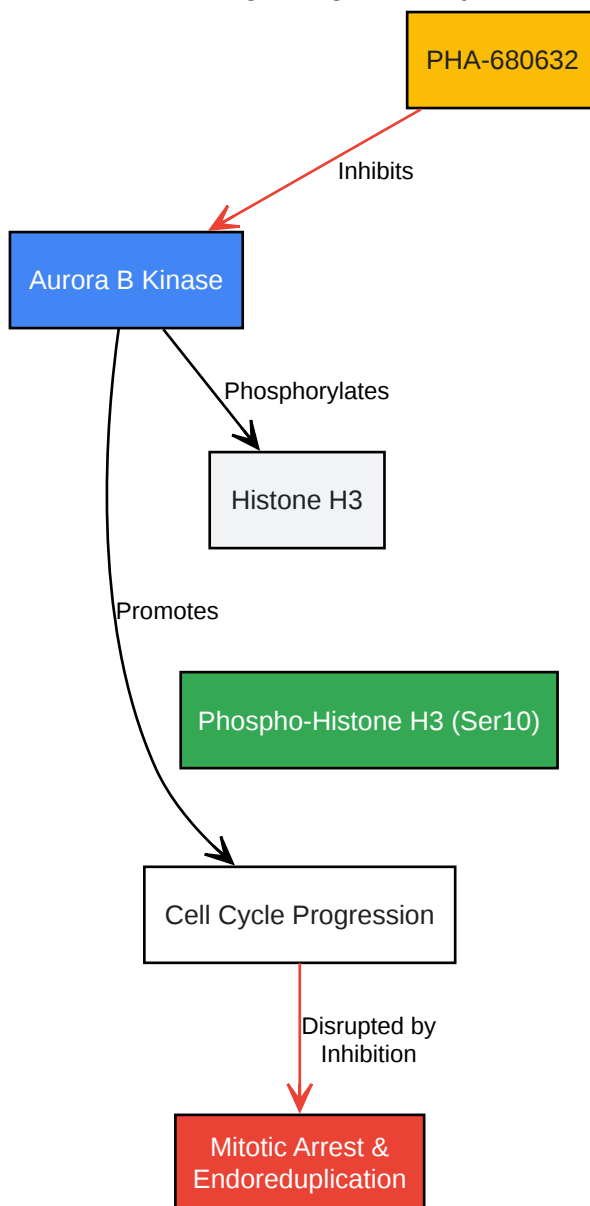 PHA-680632
Inhibits
Aurora B Kinase
Phosphorylates
Histone H3
Promotes
Phospho-Histone H3 (Ser10)
Cell Cycle Progression
Disrupted by
Inhibition
Mitotic Arrest &
Endoreduplication